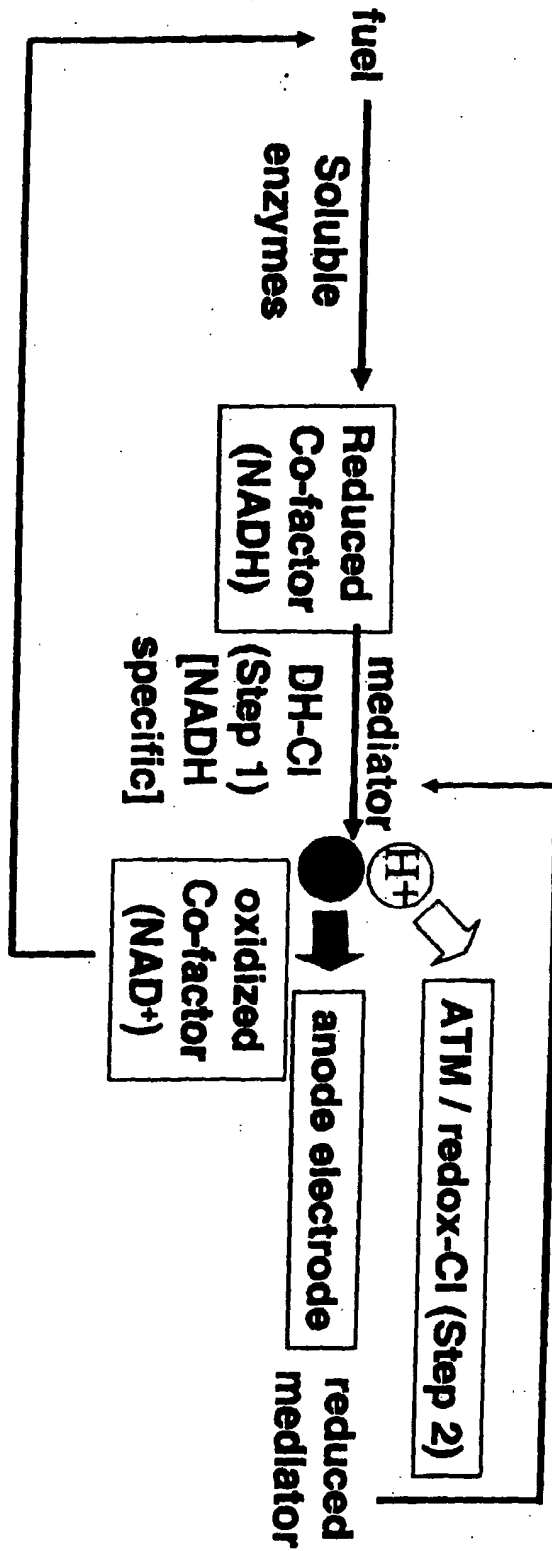 fuel
Soluble
enzymes
Reduced
Co-factor
(NADH)
mediator
DH-CI
(Step 1)
[NADH
specific]
H+
ATM / redox-CI (Step 2)
anode electrode
oxidized
Co-factor
(NAD+)
reduced
mediator